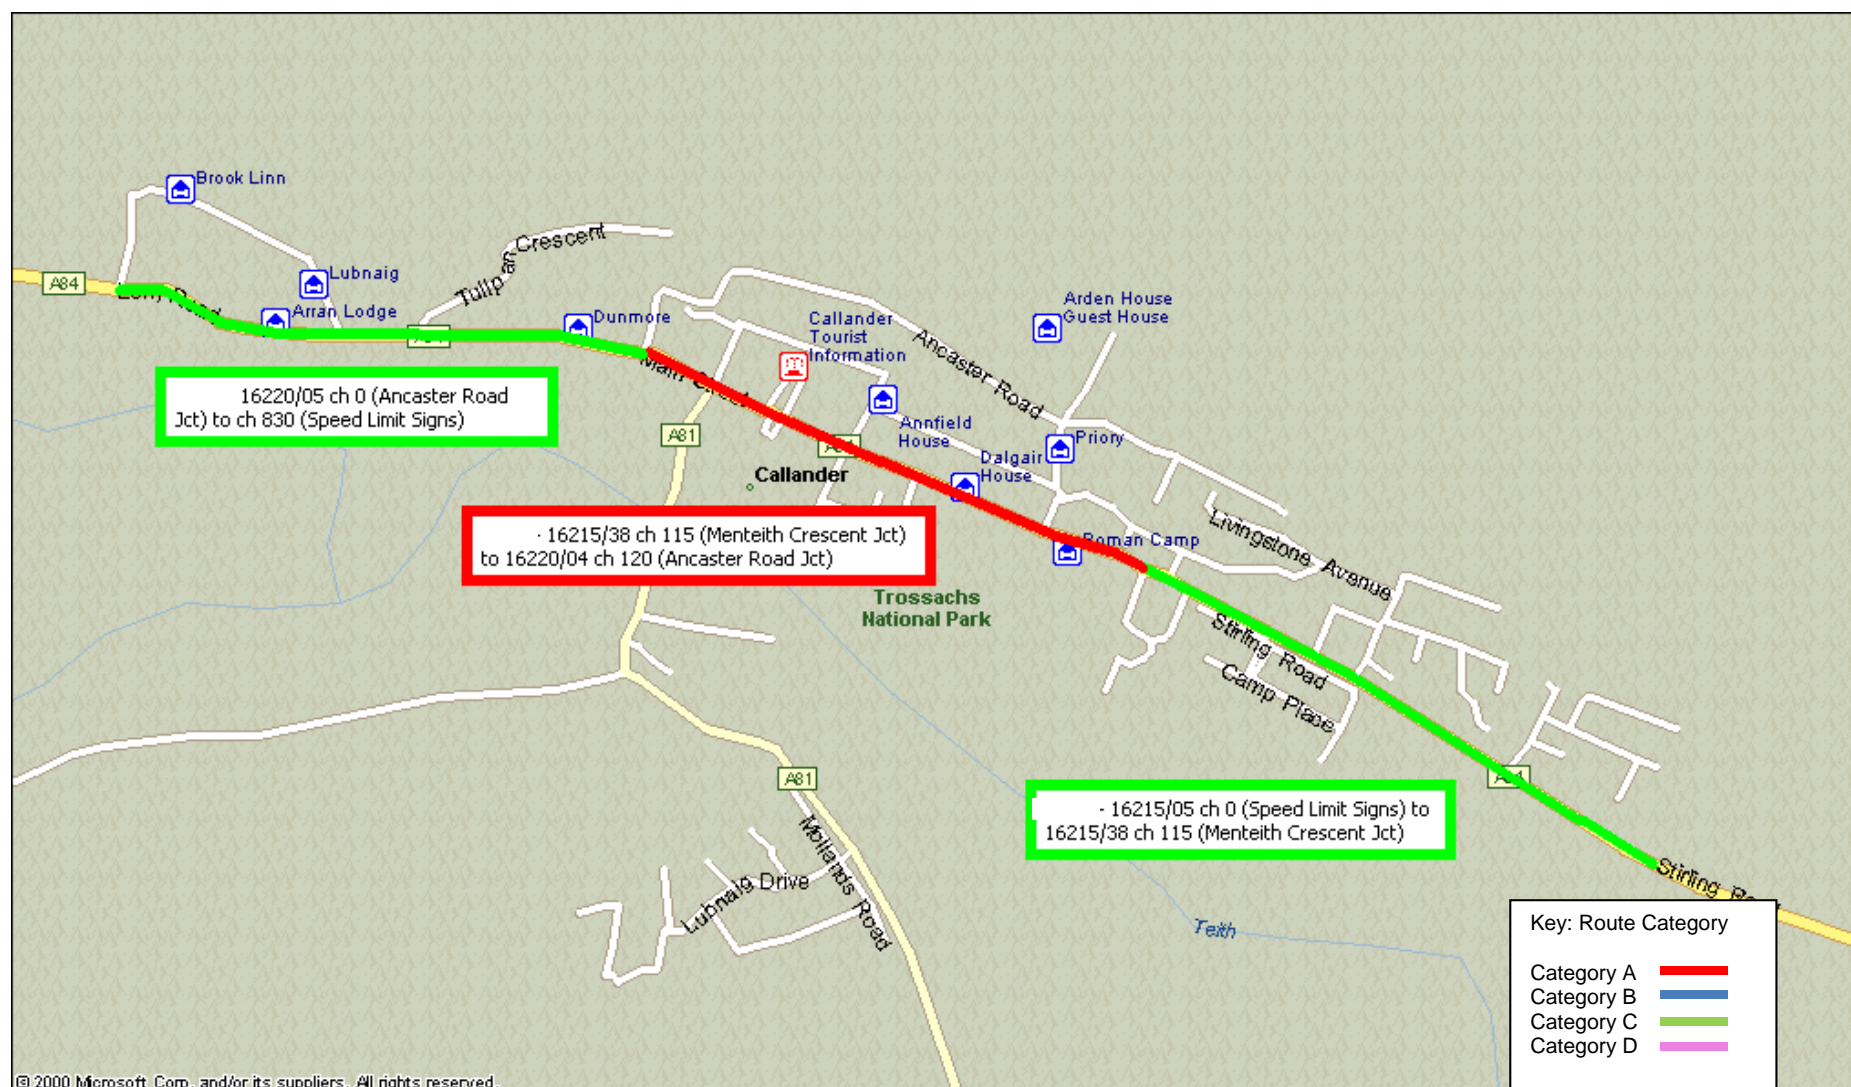 Brook Linn
Lubnaig
A84
Arran Lodge
Tulipan Crescent
Dunmore
Main Street
Callander
Tourist
Information
Arden House
Guest House
Ancaster Road
16220/05 ch 0 (Ancaster Road
Jct) to ch 830 (Speed Limit Signs)
A81
Annfield
House
Priory
Dalgair
House
Callander
- 16215/38 ch 115 (Menteith Crescent Jct)
to 16220/04 ch 120 (Ancaster Road Jct)
Roman Camp
Livingstone Avenue
Trossachs
National Park
Stirling Road
Camp Place
A81
- 16215/05 ch 0 (Speed Limit Signs) to
16215/38 ch 115 (Menteith Crescent Jct)
Mollands Road
Lubnaig Drive
Stirling
Teith
Key: Route Category
Category A
Category B
Category C
Category D
© 2000 Microsoft Corp. and/or its suppliers. All rights reserved.